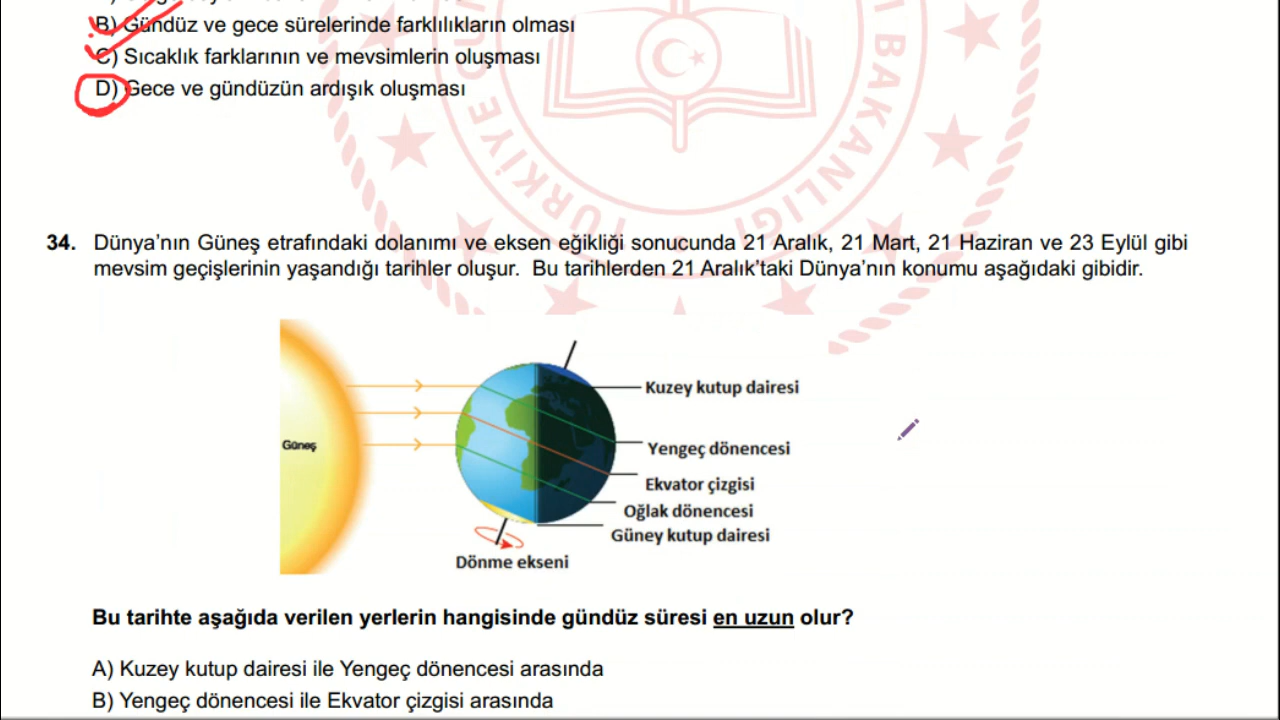 B) Gündüz ve gece sürelerinde farklılıkların olması
C) Sıcaklık farklarının ve mevsimlerin oluşması
D) Gece ve gündüzün ardışık oluşması
TÜRKİYE CU
BAKANLIĞI
34. Dünya’nın Güneş etrafındaki dolanımı ve eksen eğikliği sonucunda 21 Aralık, 21 Mart, 21 Haziran ve 23 Eylül gibi
mevsim geçişlerinin yaşandığı tarihler oluşur. Bu tarihlerden 21 Aralık’taki Dünya’nın konumu aşağıdaki gibidir.
Güneş
Kuzey kutup dairesi
Yengeç dönencesi
Ekvator çizgisi
Oğlak dönencesi
Güney kutup dairesi
Dönme ekseni
Bu tarihte aşağıda verilen yerlerin hangisinde gündüz süresi en uzun olur?
A) Kuzey kutup dairesi ile Yengeç dönencesi arasında
B) Yengeç dönencesi ile Ekvator çizgisi arasında